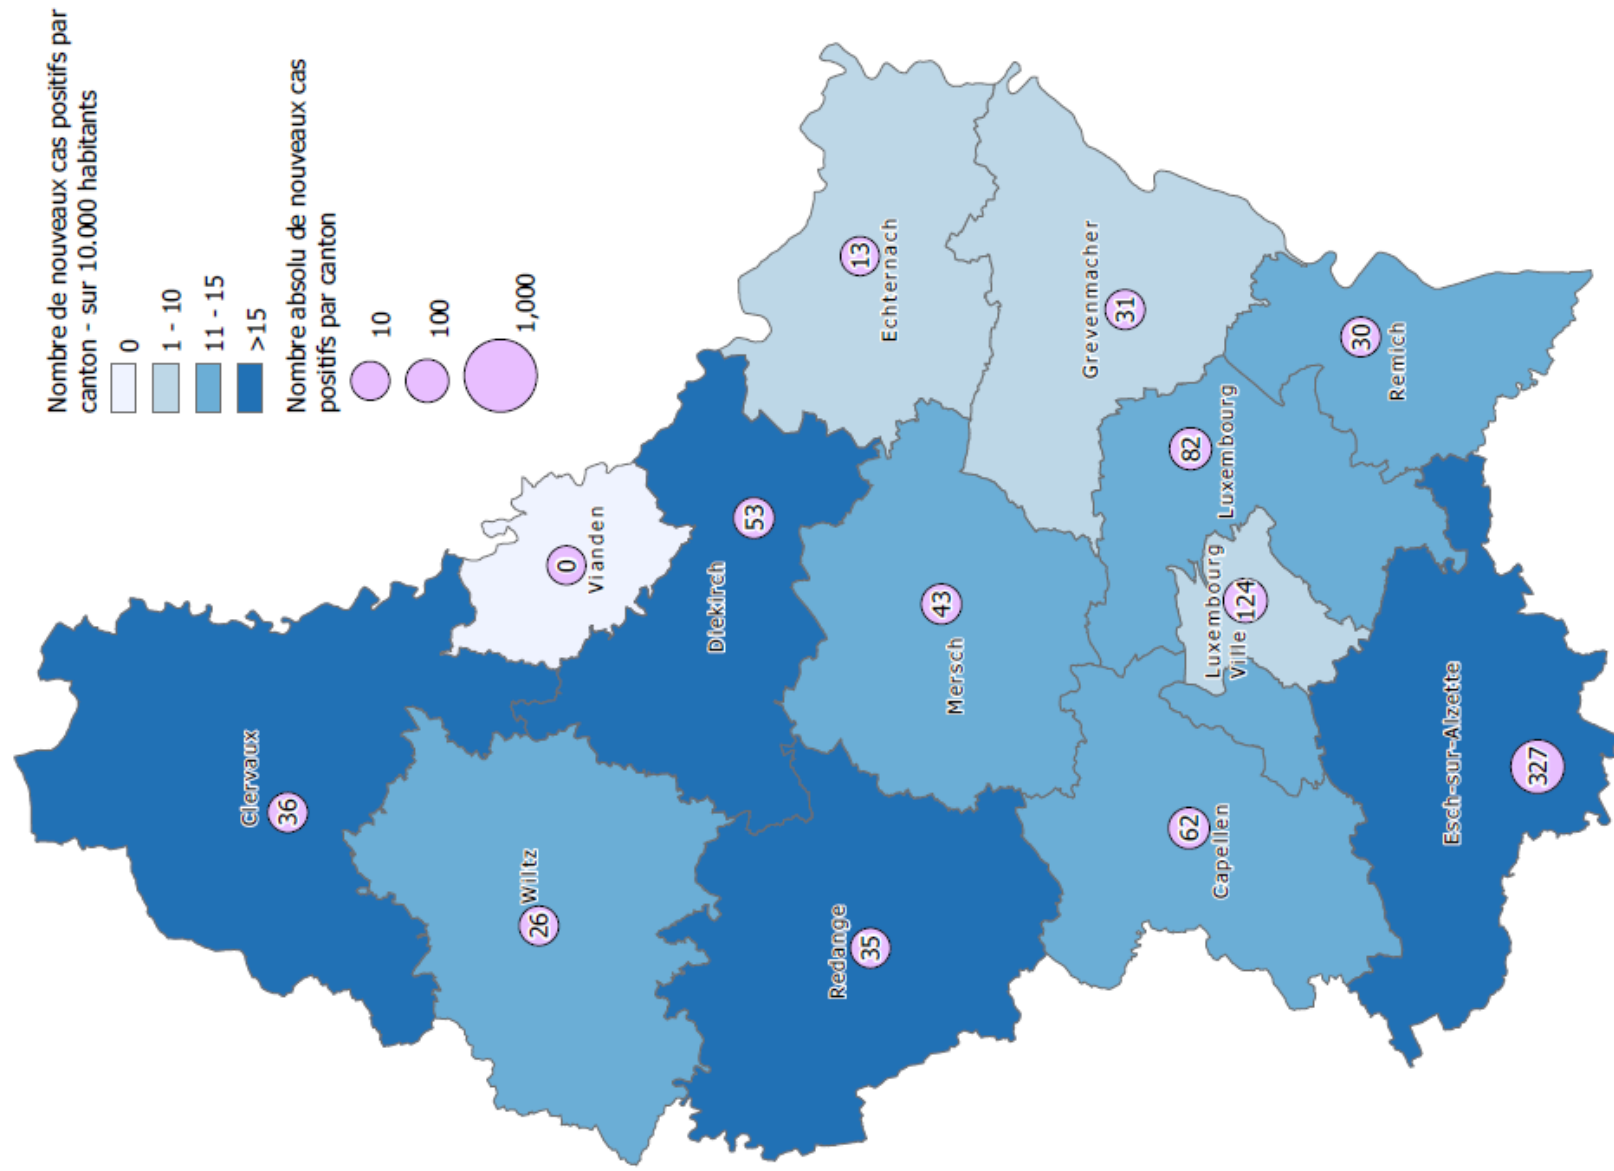 Nombre de nouveaux cas positifs par
canton - sur 10.000 habitants
0
1 - 10
11 - 15
>15
Nombre absolu de nouveaux cas
positifs par canton
10
100
1,000
Clervaux
36
Wiltz
26
0
Vianden
Diekirch
53
Redange
35
Mersch
43
13
Echternach
Grevenmacher
31
Luxembourg
Ville
124
82
Luxembourg
62
Capellen
30
Remich
Esch-sur-Alzette
327